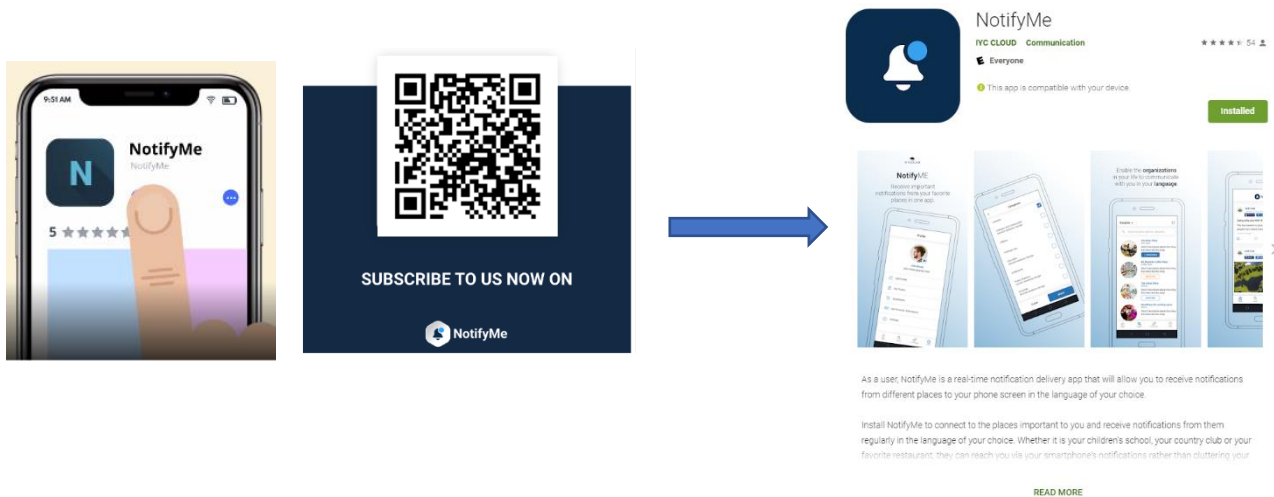 9:51 AM
NotifyMe
NotifyMe
5
SUBSCRIBE TO US NOW ON
NotifyMe
NotifyMe
IYC CLOUD Communication
54
E Everyone
This app is compatible with your device.
Installed
NotifyME
Receive important
notifications from your favorite
places in one app.
Enable the organizations
in your life to communicate
with you in your language.
As a user, NotifyMe is a real-time notification delivery app that will allow you to receive notifications
from different places to your phone screen in the language of your choice.
Install NotifyMe to connect to the places important to you and receive notifications from them
regularly in the language of your choice. Whether it is your children's school, your country club or your
favorite restaurant, they can reach you via your smartphone's notifications rather than cluttering your
READ MORE